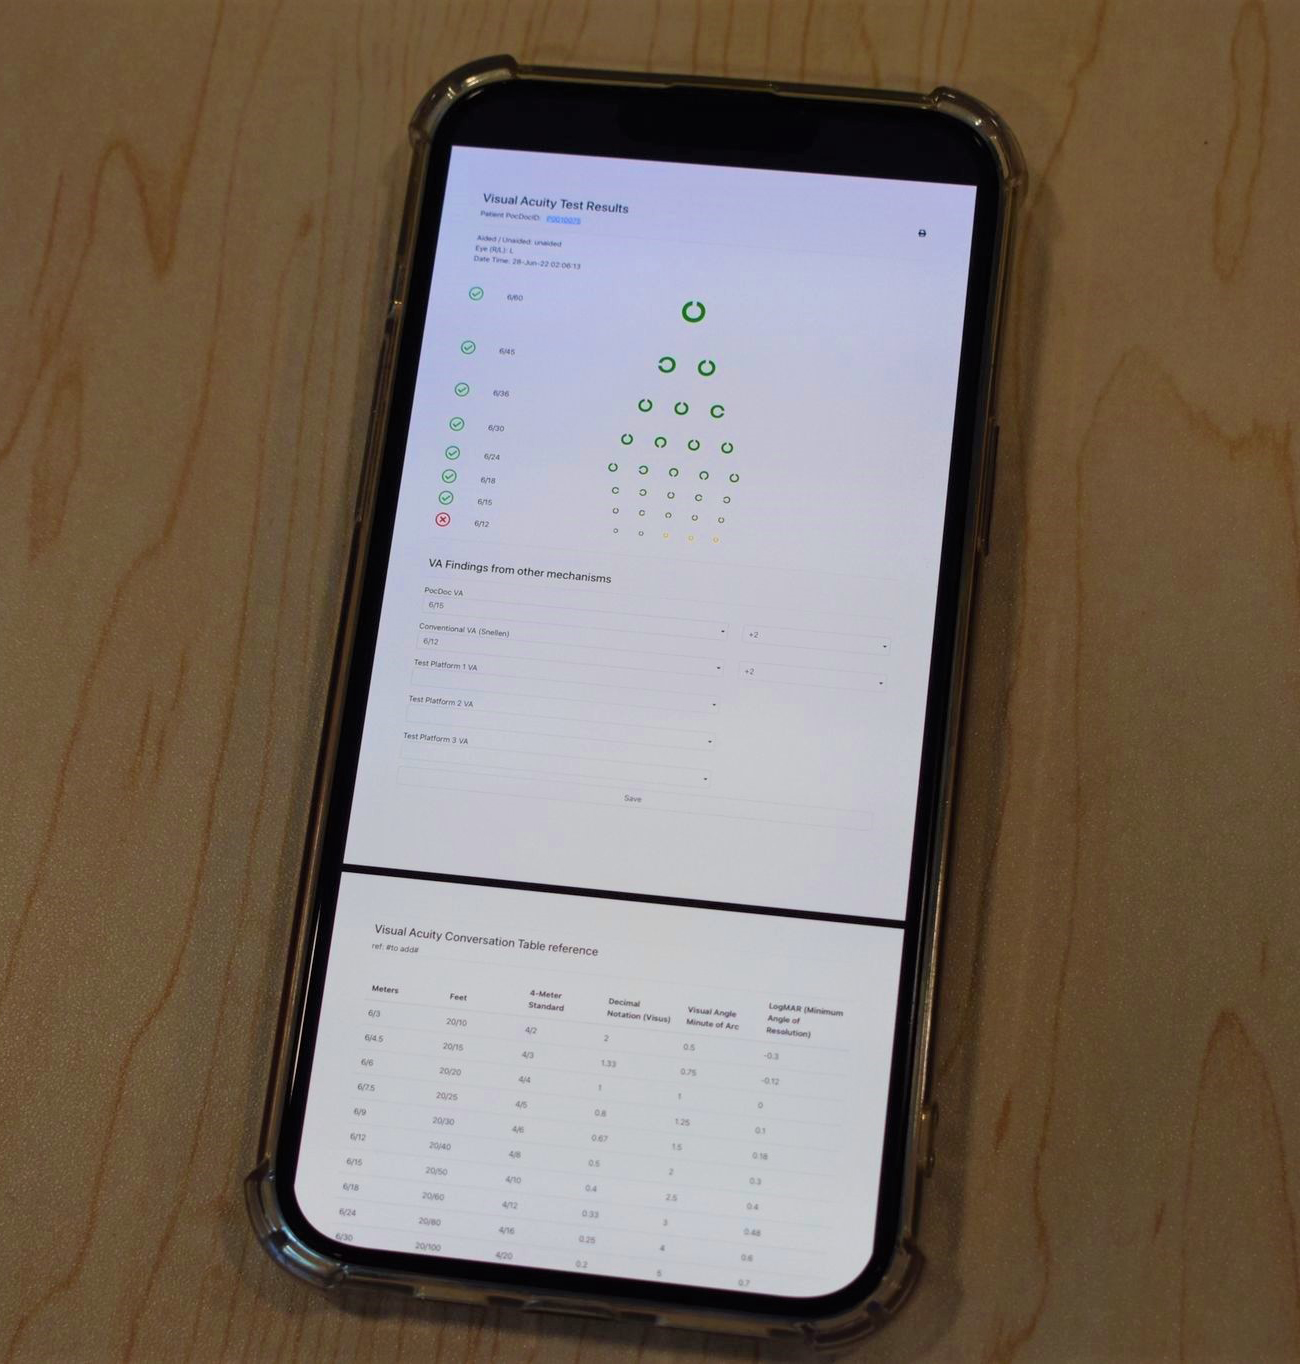 Visual Acuity Test Results
Patient PocDocID: P0010075
Aided / Unaided: unaided
Eye (R/L): L
Date Time: 28-Jun-22 02:06:13
6/60
6/45
6/36
6/30
6/24
6/18
6/15
6/12
VA Findings from other mechanisms
PocDoc VA
6/15 +2
Conventional VA (Snellen)
6/12 +2
Test Platform 1 VA
Test Platform 2 VA
Test Platform 3 VA
Save
Visual Acuity Conversation Table reference
ref: #to add#
Meters Feet 4-Meter Standard Decimal Notation (Visus) Visual Angle Minute of Arc LogMAR (Minimum Angle of Resolution)
6/3 20/10 4/2 2 0.5 -0.3
6/4.5 20/15 4/3 1.33 0.75 -0.12
6/6 20/20 4/4 1 1 0
6/7.5 20/25 4/5 0.8 1.25 0.1
6/9 20/30 4/6 0.67 1.5 0.18
6/12 20/40 4/8 0.5 2 0.3
6/15 20/50 4/10 0.4 2.5 0.4
6/18 20/60 4/12 0.33 3 0.48
6/24 20/80 4/16 0.25 4 0.6
6/30 20/100 4/20 0.2 5 0.7